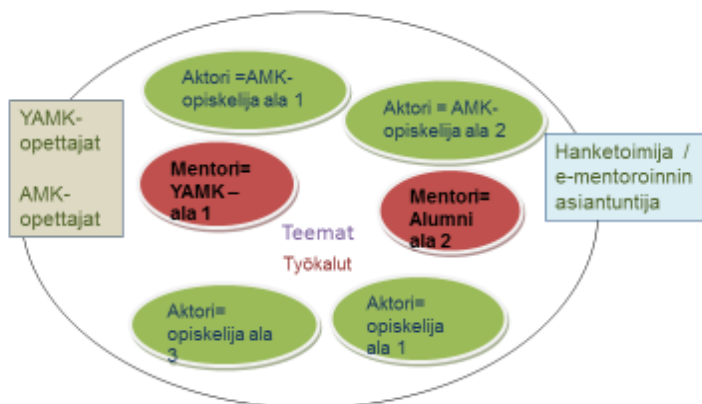 Aktori =AMK-
opiskelija ala 1
Aktori = AMK-
opiskelija ala 2
YAMK-
opettajat
AMK-
opettajat
Mentori=
YAMK –
ala 1
Mentori=
Alumni
ala 2
Hanketoimija /
e-mentoroinnin
asiantuntija
Teemat
Työkalut
Aktori=
opiskelija ala
3
Aktori=
opiskelija
ala 1